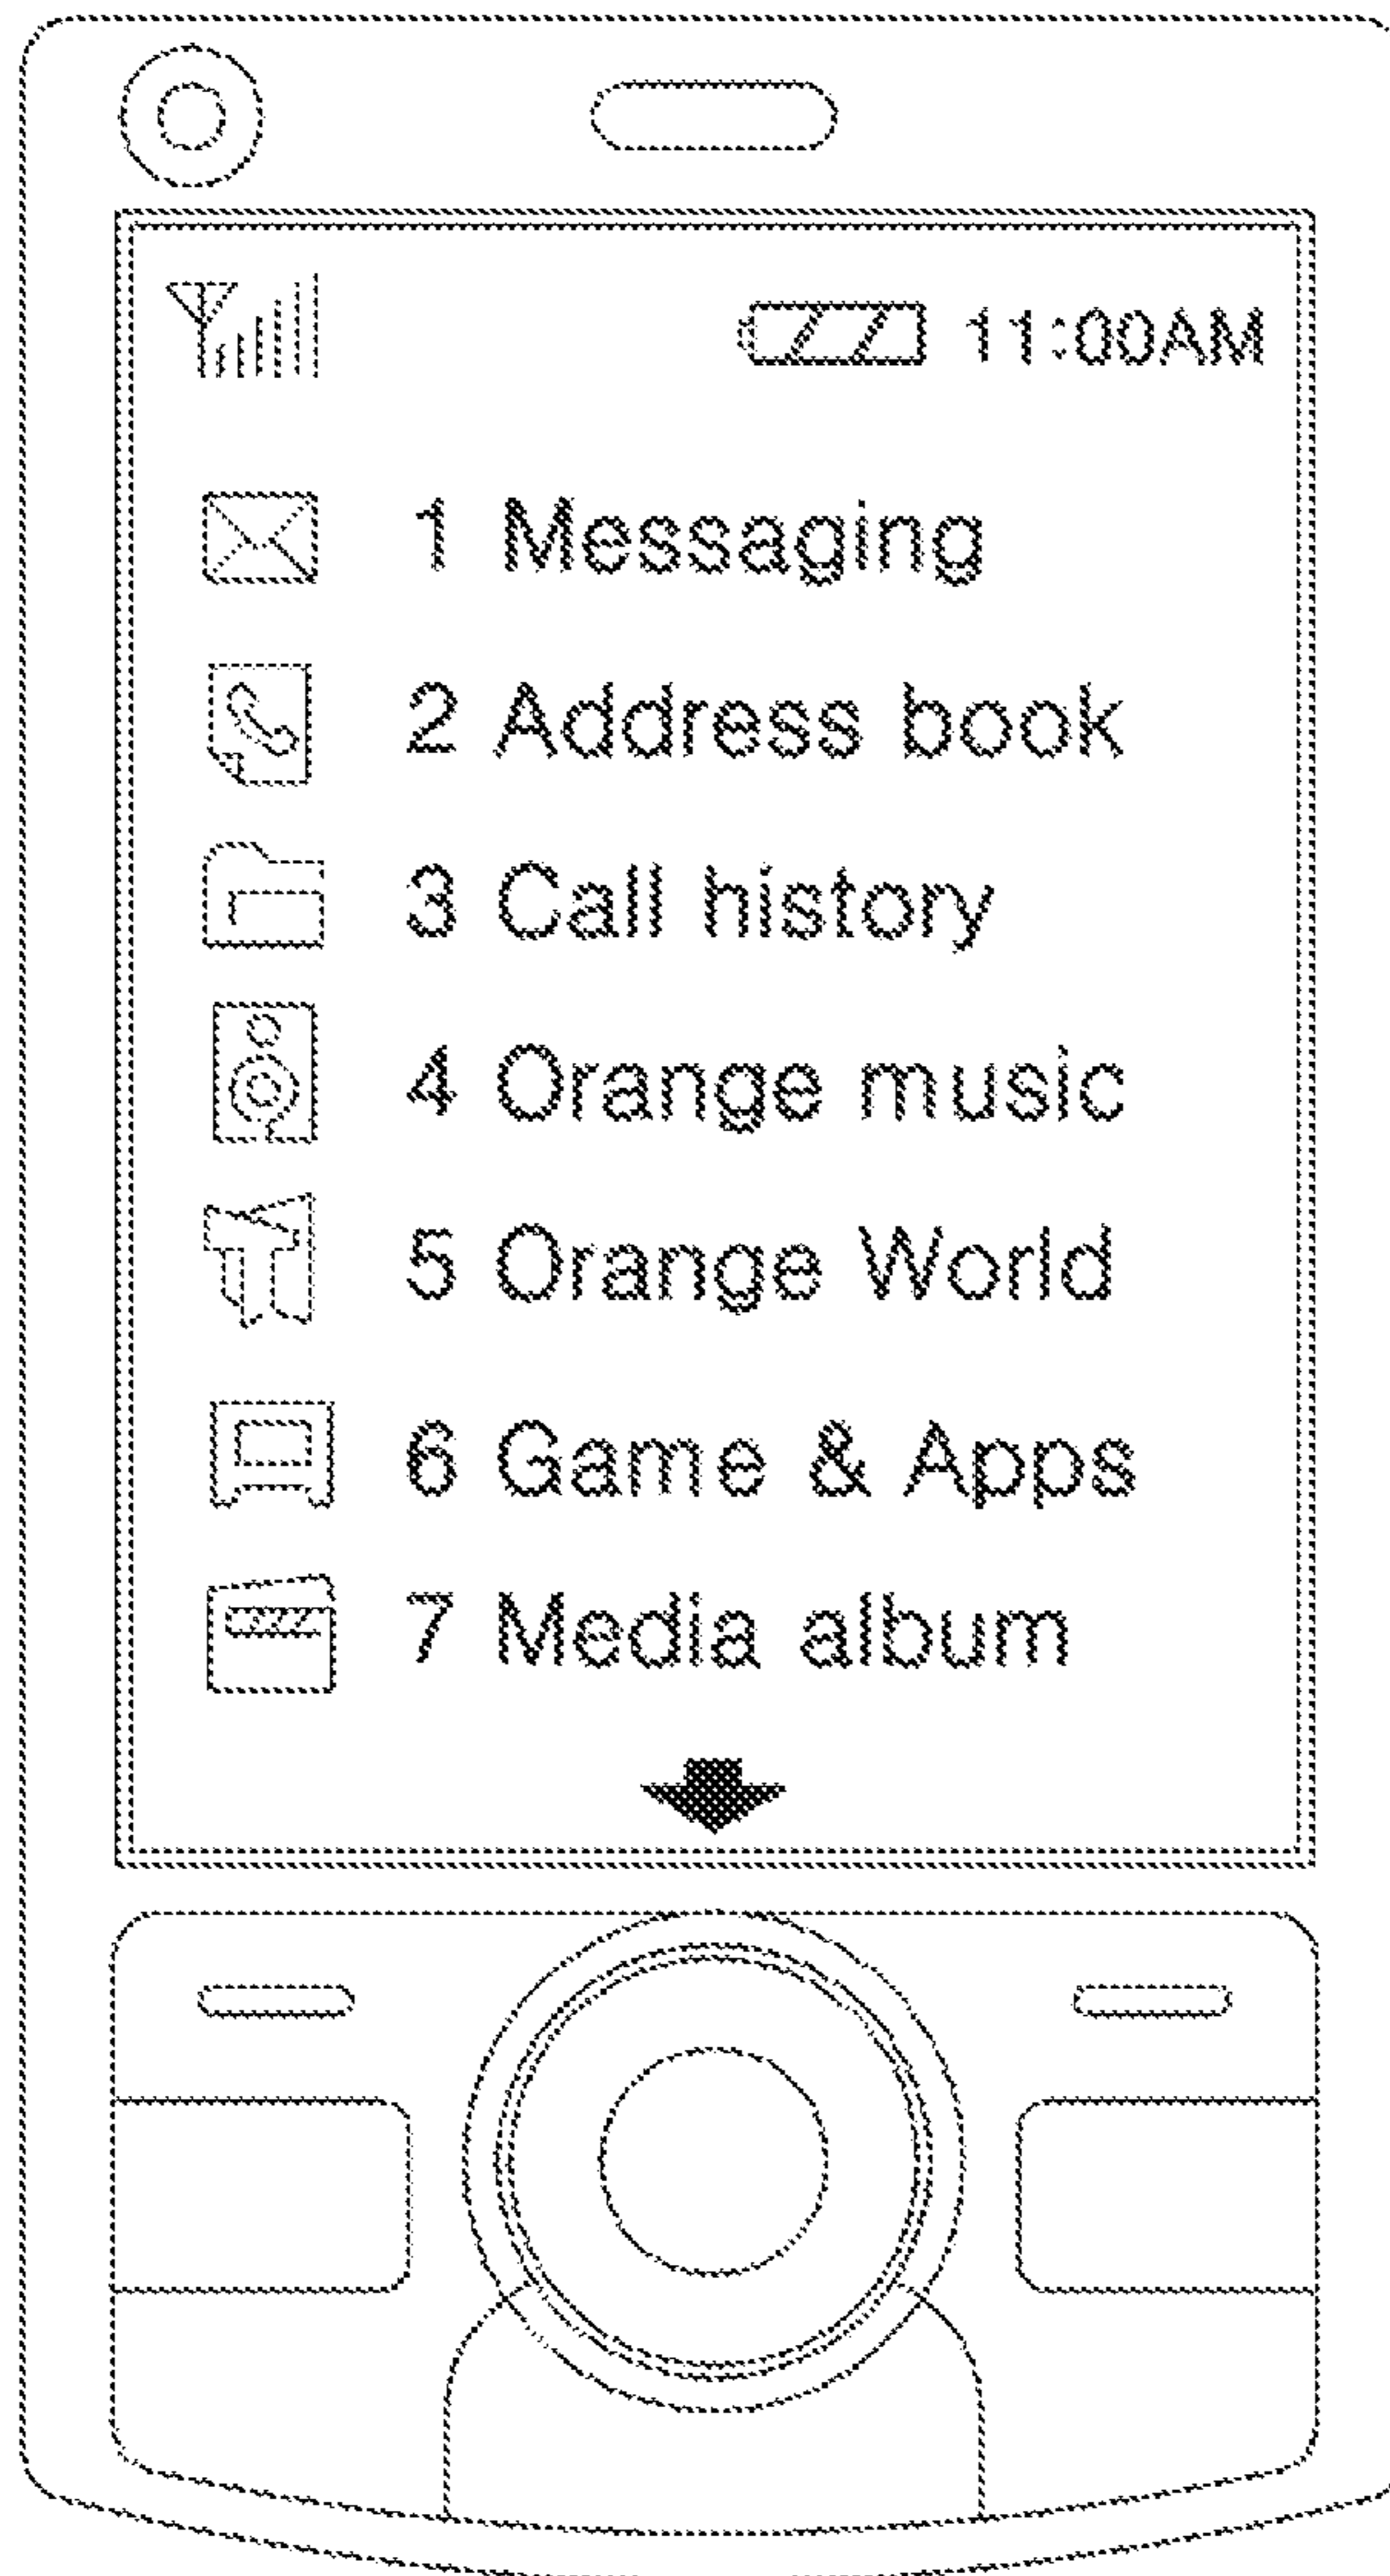 11:00AM
1 Messaging
2 Address book
3 Call history
4 Orange music
5 Orange World
6 Game & Apps
7 Media album